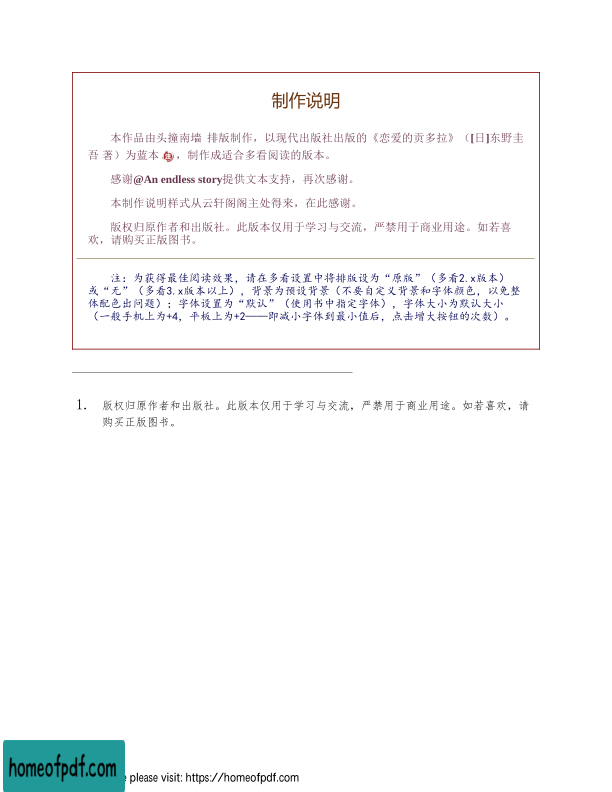 制作说明
本作品由头撞南墙 排版制作，以现代出版社出版的《恋爱的贡多拉》（[日]东野圭
吾 著）为蓝本，制作成适合多看阅读的版本。
感谢@An endless story提供文本支持，再次感谢。
本制作说明样式从云轩阁阁主处得来，在此感谢。
版权归原作者和出版社。此版本仅用于学习与交流，严禁用于商业用途。如若喜
欢，请购买正版图书。
注：为获得最佳阅读效果，请在多看设置中将排版设为“原版”（多看2.x版本）
或“无”（多看3.x版本以上），背景为预设背景（不要自定义背景和字体颜色，以免整
体配色出问题）；字体设置为“默认”（使用书中指定字体），字体大小为默认大小
（一般手机上为+4，平板上为+2——即减小字体到最小值后，点击增大按钮的次数）。
1. 版权归原作者和出版社。此版本仅用于学习与交流，严禁用于商业用途。如若喜欢，请
购买正版图书。
homeofpdf.com
e please visit: https://homeofpdf.com